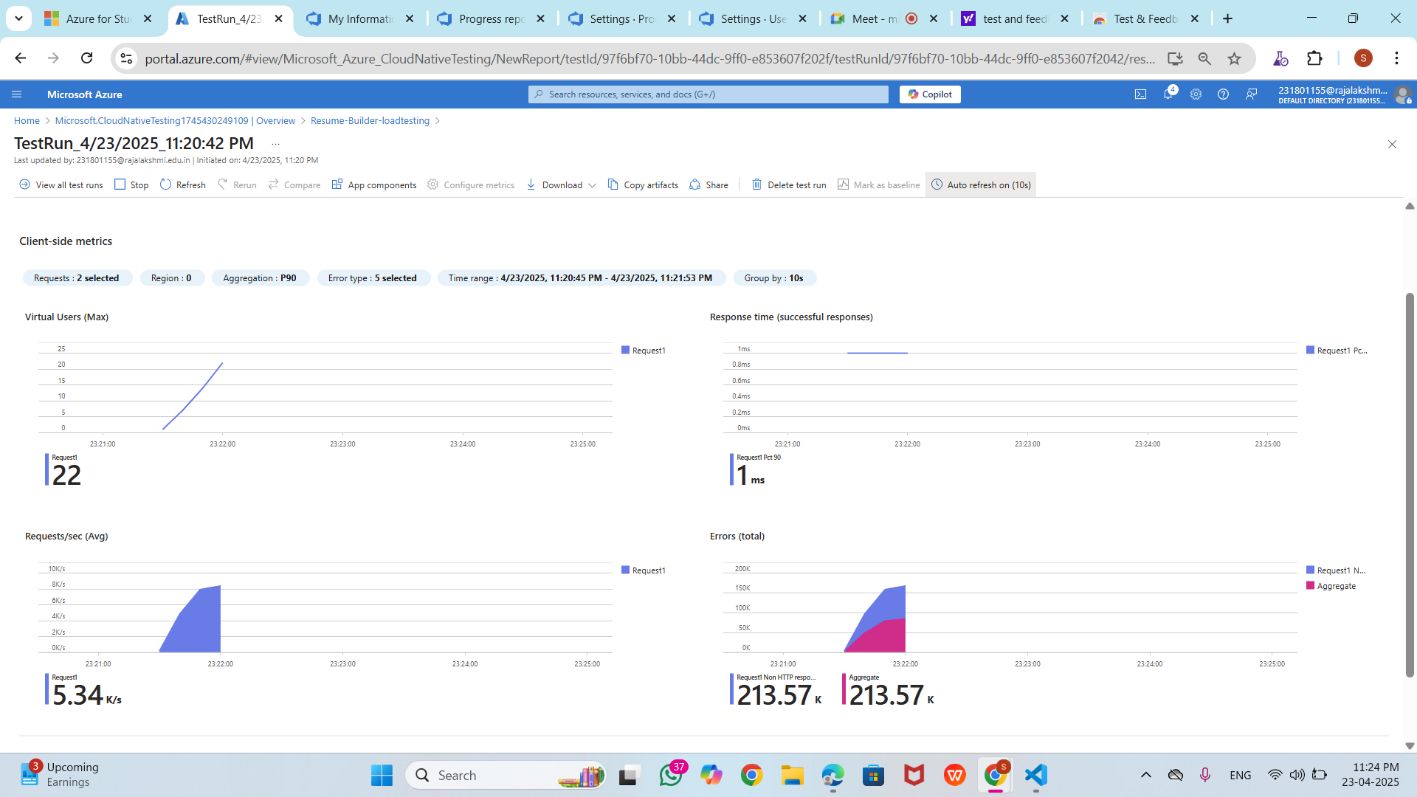 Azure for Stu
TestRun_4/23
My Informati
Progress rep
Settings · Pro
Settings · Use
Meet - m
test and feed
Test & Feedb
portal.azure.com/#view/Microsoft_Azure_CloudNativeTesting/NewReport/testId/97f6bf70-10bb-44dc-9ff0-e853607f202f/testRunId/97f6bf70-10bb-44dc-9ff0-e853607f2042/res...
S
Microsoft Azure
Search resources, services, and docs (G+/)
Copilot
4
231801155@rajalakshm...
DEFAULT DIRECTORY (231801155...
Home > Microsoft.CloudNativeTesting1745430249109 | Overview > Resume-Builder-loadtesting >
TestRun_4/23/2025_11:20:42 PM ...
Last updated by: 231801155@rajalakshmi.edu.in | Initiated on: 4/23/2025, 11:20 PM
View all test runs Stop Refresh Rerun Compare App components Configure metrics Download Copy artifacts Share Delete test run Mark as baseline Auto refresh on (10s)
Client-side metrics
Requests : 2 selected Region : 0 Aggregation : P90 Error type : 5 selected Time range : 4/23/2025, 11:20:45 PM - 4/23/2025, 11:21:53 PM Group by : 10s
Virtual Users (Max)
25
20
15
10
5
0
23:21:00 23:22:00 23:23:00 23:24:00 23:25:00
Request1
Request1
22
Response time (successful responses)
1ms
0.8ms
0.6ms
0.4ms
0.2ms
0ms
23:21:00 23:22:00 23:23:00 23:24:00 23:25:00
Request1 Pc...
Request1 Pct 90
1 ms
Requests/sec (Avg)
10K/s
8K/s
6K/s
4K/s
2K/s
0K/s
23:21:00 23:22:00 23:23:00 23:24:00 23:25:00
Request1
Request1
5.34 K/s
Errors (total)
200K
150K
100K
50K
0K
23:21:00 23:22:00 23:23:00 23:24:00 23:25:00
Request1 N...
Aggregate
Request1 Non HTTP respo...
213.57 K
Aggregate
213.57 K
3
Upcoming
Earnings
Search
37
S
ENG
11:24 PM
23-04-2025